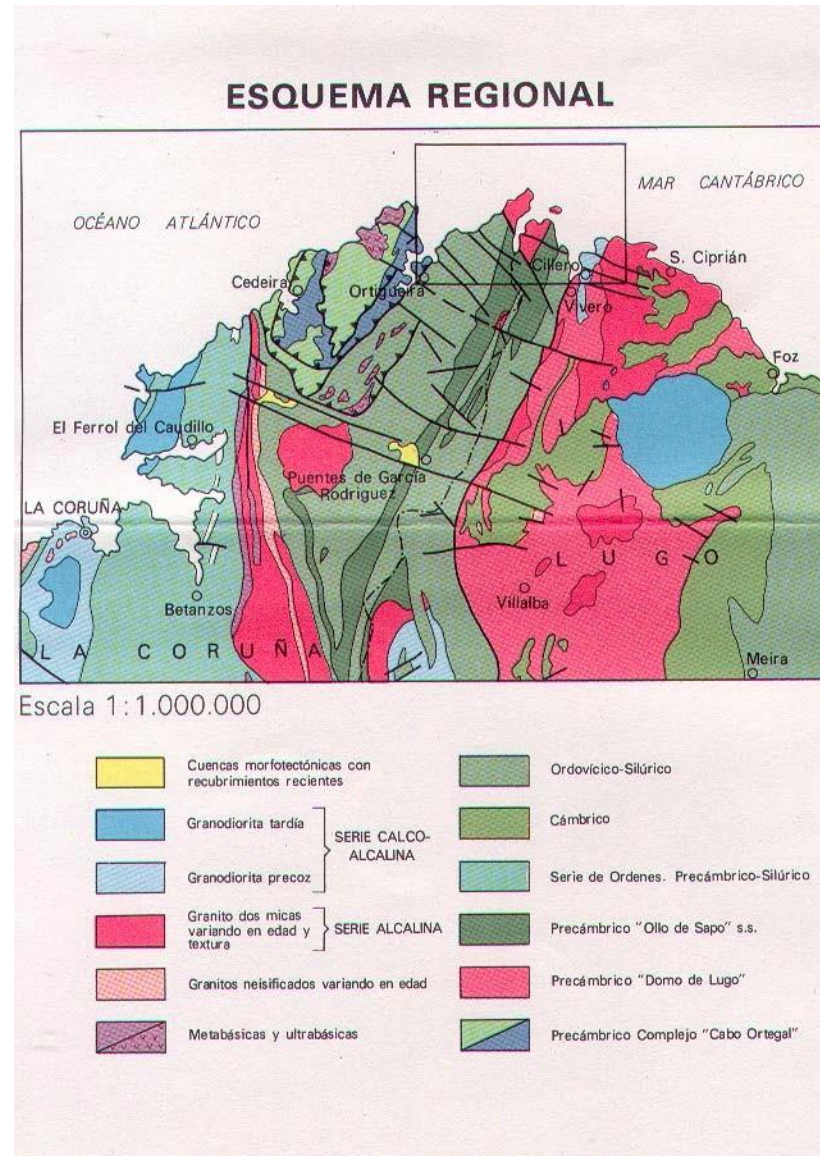 ESQUEMA REGIONAL
OCÉANO ATLÁNTICO
MAR CANTÁBRICO
Cedeira
Ortigueira
Cillero
S. Ciprián
Vivero
Foz
El Ferrol del Caudillo
Puentes de García
Rodriguez
LA CORUÑA
LUGO
Betanzos
Villalba
LA CORUÑA
Meira
Escala 1:1.000.000
Cuencas morfotectónicas con
recubrimientos recientes
Granodiorita tardía
SERIE CALCO-
ALCALINA
Granodiorita precoz
Granito dos micas
variando en edad y
textura
SERIE ALCALINA
Granitos neisificados variando en edad
Metabásicas y ultrabásicas
Ordovícico-Silúrico
Cámbrico
Serie de Ordenes. Precámbrico-Silúrico
Precámbrico "Ollo de Sapo" s.s.
Precámbrico "Domo de Lugo"
Precámbrico Complejo "Cabo Ortegal"